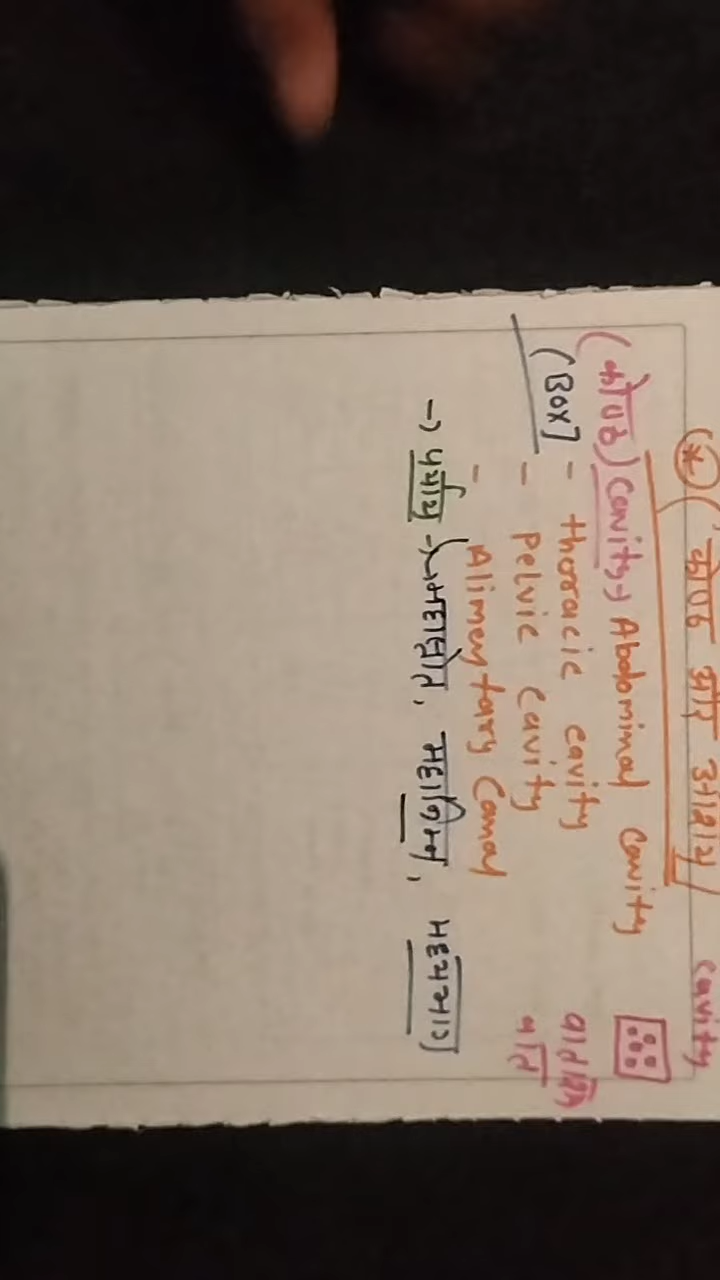 cavity
(* ( कोष्ठ और आशय
(कोष्ठ) Cavity → Abdominal Cavity
(Box] - thoracic cavity
- Pelvic cavity
- Alimentary Canal
→ पर्याय → महास्रोत, महानिम्न,